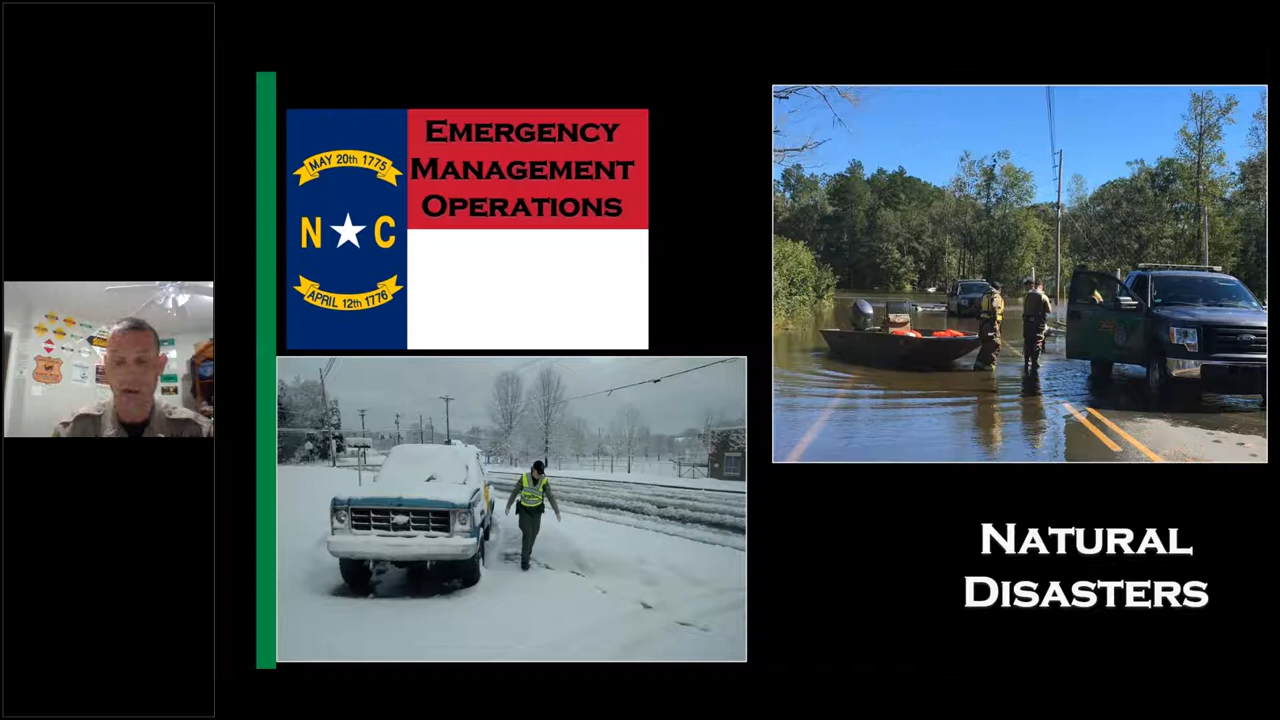 MAY 20th 1775
N C
APRIL 12th 1776
EMERGENCY
MANAGEMENT
OPERATIONS
NATURAL
DISASTERS